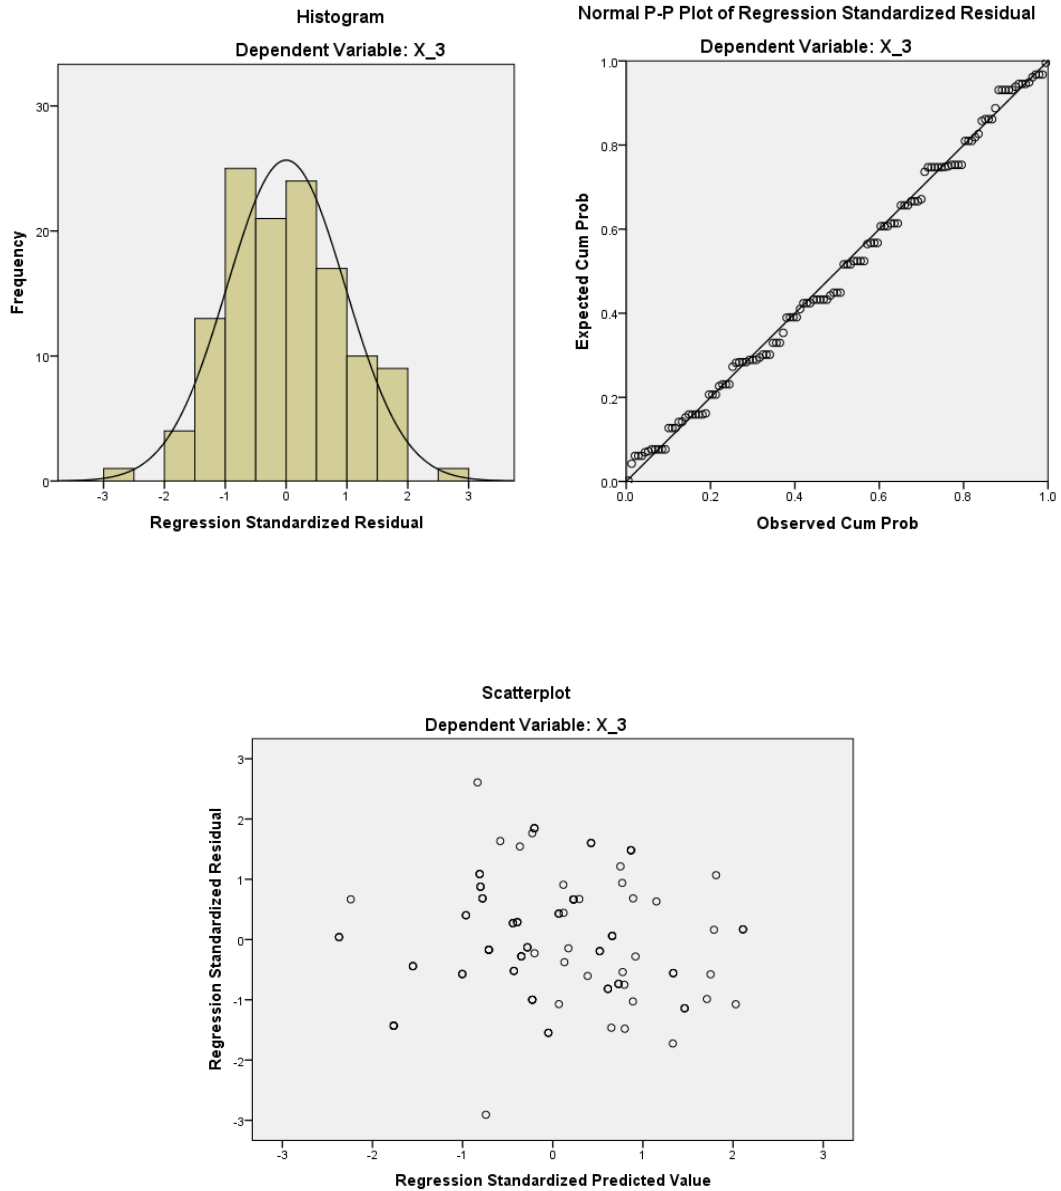 Histogram
Dependent Variable: X_3
30
20
10
0
Frequency
-3 -2 -1 0 1 2 3
Regression Standardized Residual
Normal P-P Plot of Regression Standardized Residual
Dependent Variable: X_3
1.0
0.8
0.6
0.4
0.2
0.0
Expected Cum Prob
0.0 0.2 0.4 0.6 0.8 1.0
Observed Cum Prob
Scatterplot
Dependent Variable: X_3
3
2
1
0
-1
-2
-3
Regression Standardized Residual
-3 -2 -1 0 1 2 3
Regression Standardized Predicted Value